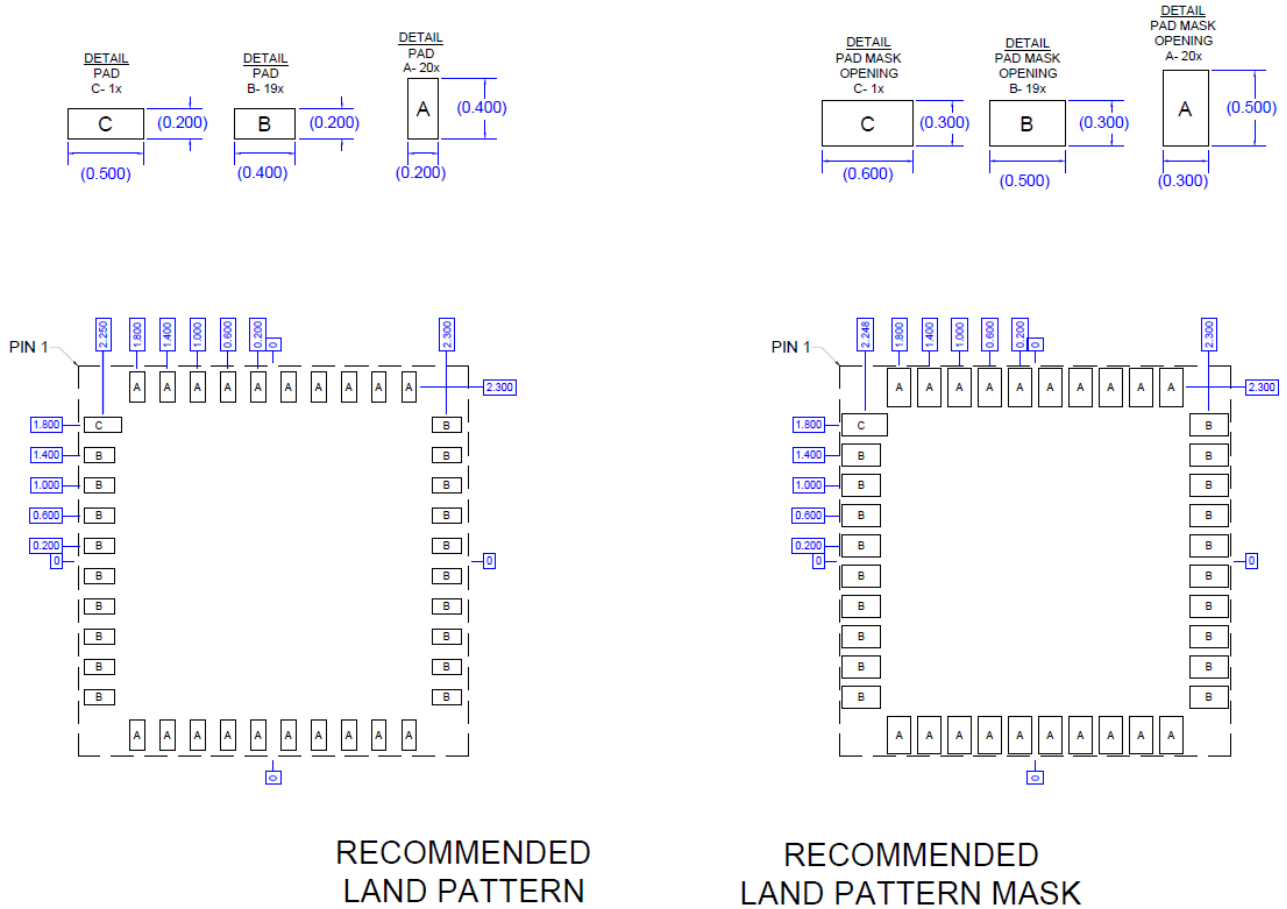 DETAIL
PAD
C- 1x
C
(0.200)
(0.500)
DETAIL
PAD
B- 19x
B
(0.200)
(0.400)
DETAIL
PAD
A- 20x
A
(0.400)
(0.200)
DETAIL
PAD MASK
OPENING
C- 1x
C
(0.300)
(0.600)
DETAIL
PAD MASK
OPENING
B- 19x
B
(0.300)
(0.500)
DETAIL
PAD MASK
OPENING
A- 20x
A
(0.500)
(0.300)
PIN 1
2.250
1.800
1.400
1.000
0.600
0.200
0
2.300
A A A A A A A A A A
2.300
1.800
C
B
1.400
B
B
1.000
B
B
0.600
B
B
0.200
B
B
0
0
B
B
B
B
B
B
B
B
B
B
A A A A A A A A A A
0
RECOMMENDED
LAND PATTERN
PIN 1
2.248
1.800
1.400
1.000
0.600
0.200
0
2.300
A A A A A A A A A A
2.300
1.800
C
B
1.400
B
B
1.000
B
B
0.600
B
B
0.200
B
B
0
0
B
B
B
B
B
B
B
B
B
B
A A A A A A A A A A
0
RECOMMENDED
LAND PATTERN MASK